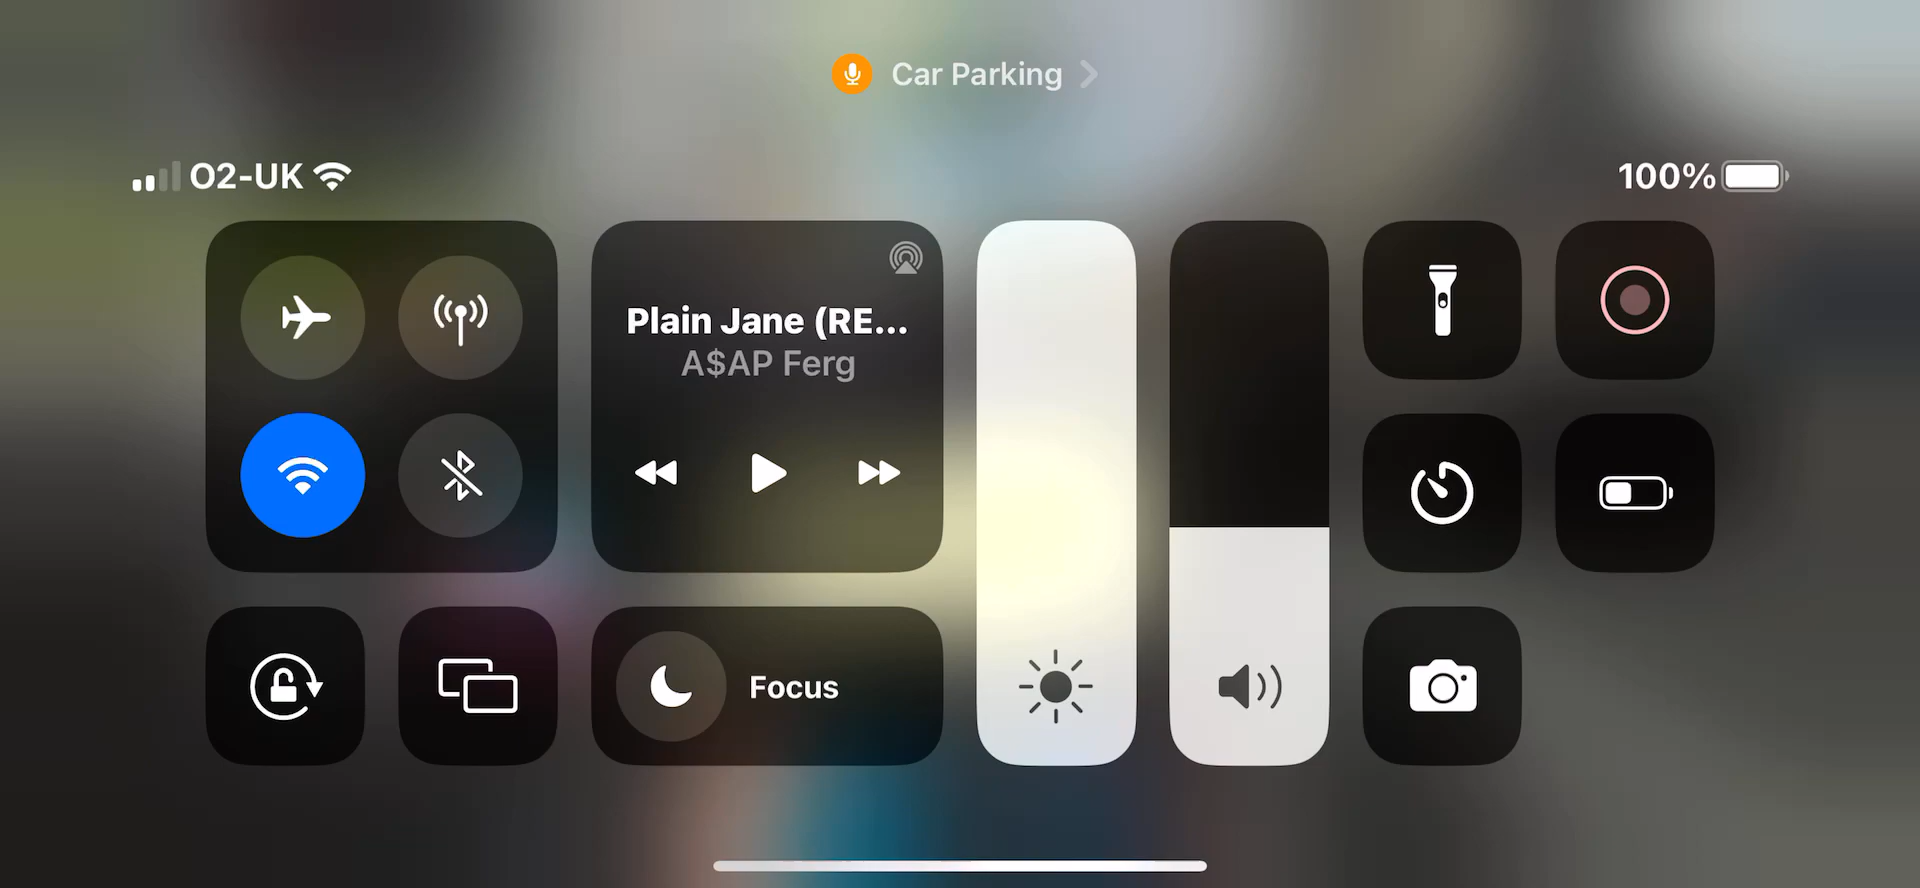 Car Parking
O2-UK
100%
Plain Jane (RE...
A$AP Ferg
Focus